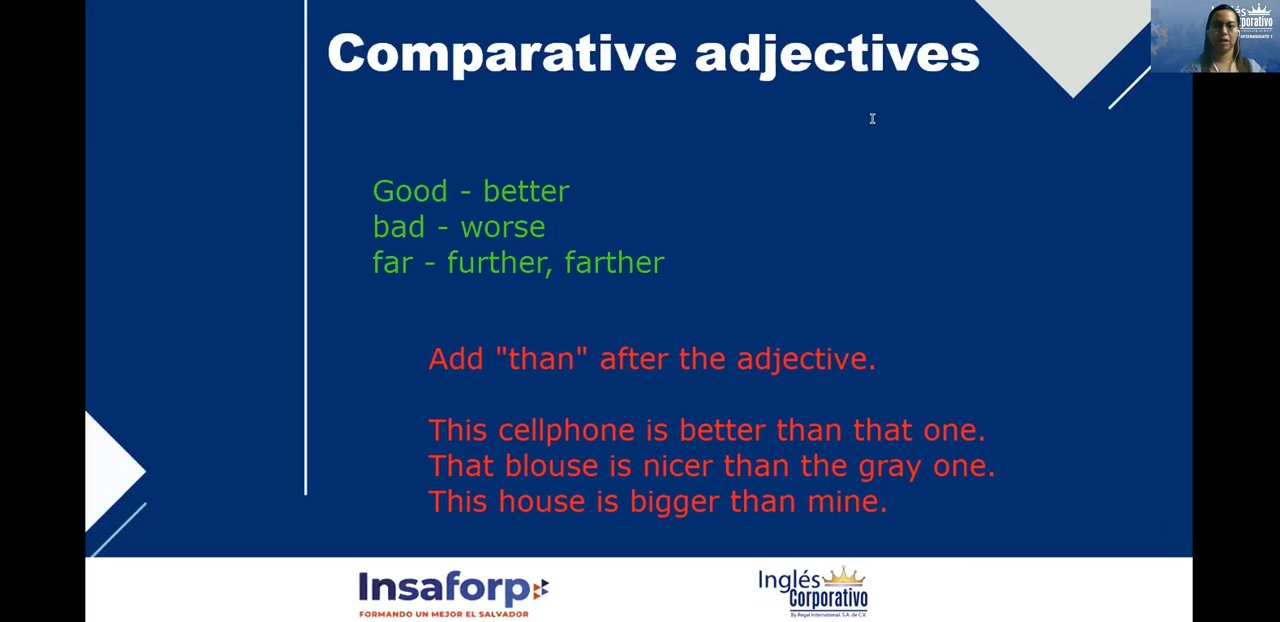 Comparative adjectives
Good - better
bad - worse
far - further, farther
Add "than" after the adjective.
This cellphone is better than that one.
That blouse is nicer than the gray one.
This house is bigger than mine.
Insaforp
FORMANDO UN MEJOR EL SALVADOR
Inglés
Corporativo
By Regal International, S.A. de C.V.